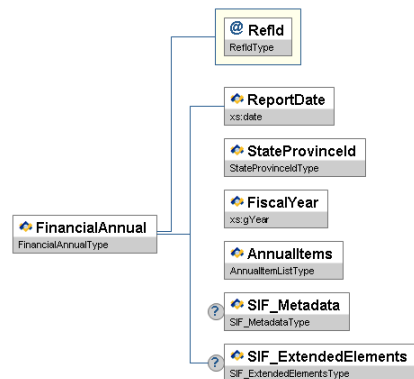 @ RefId
RefIdType
ReportDate
xs:date
StateProvinceId
StateProvinceIdType
FiscalYear
xs:gYear
FinancialAnnual
FinancialAnnualType
AnnualItems
AnnualItemListType
? SIF_Metadata
SIF_MetadataType
? SIF_ExtendedElements
SIF_ExtendedElementsType